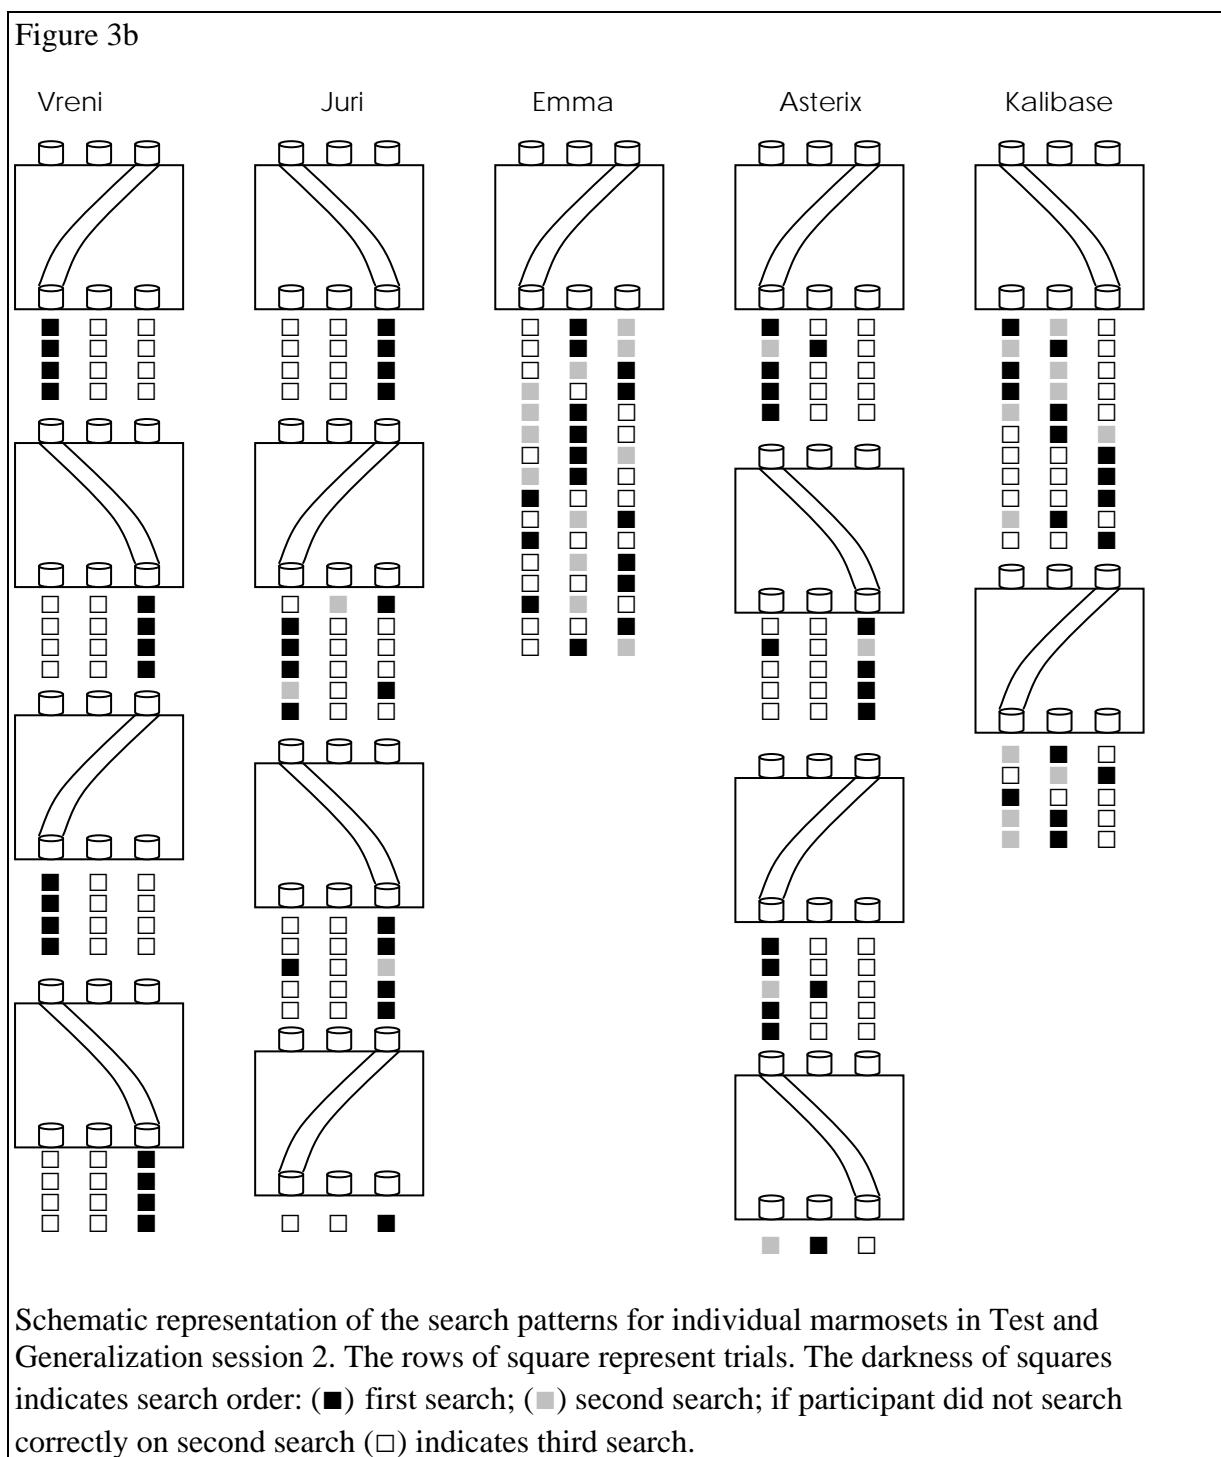 Figure 3b
Vreni Juri Emma Asterix Kalibase
Schematic representation of the search patterns for individual marmosets in Test and
Generalization session 2. The rows of square represent trials. The darkness of squares
indicates search order: (■) first search; (■) second search; if participant did not search
correctly on second search (□) indicates third search.